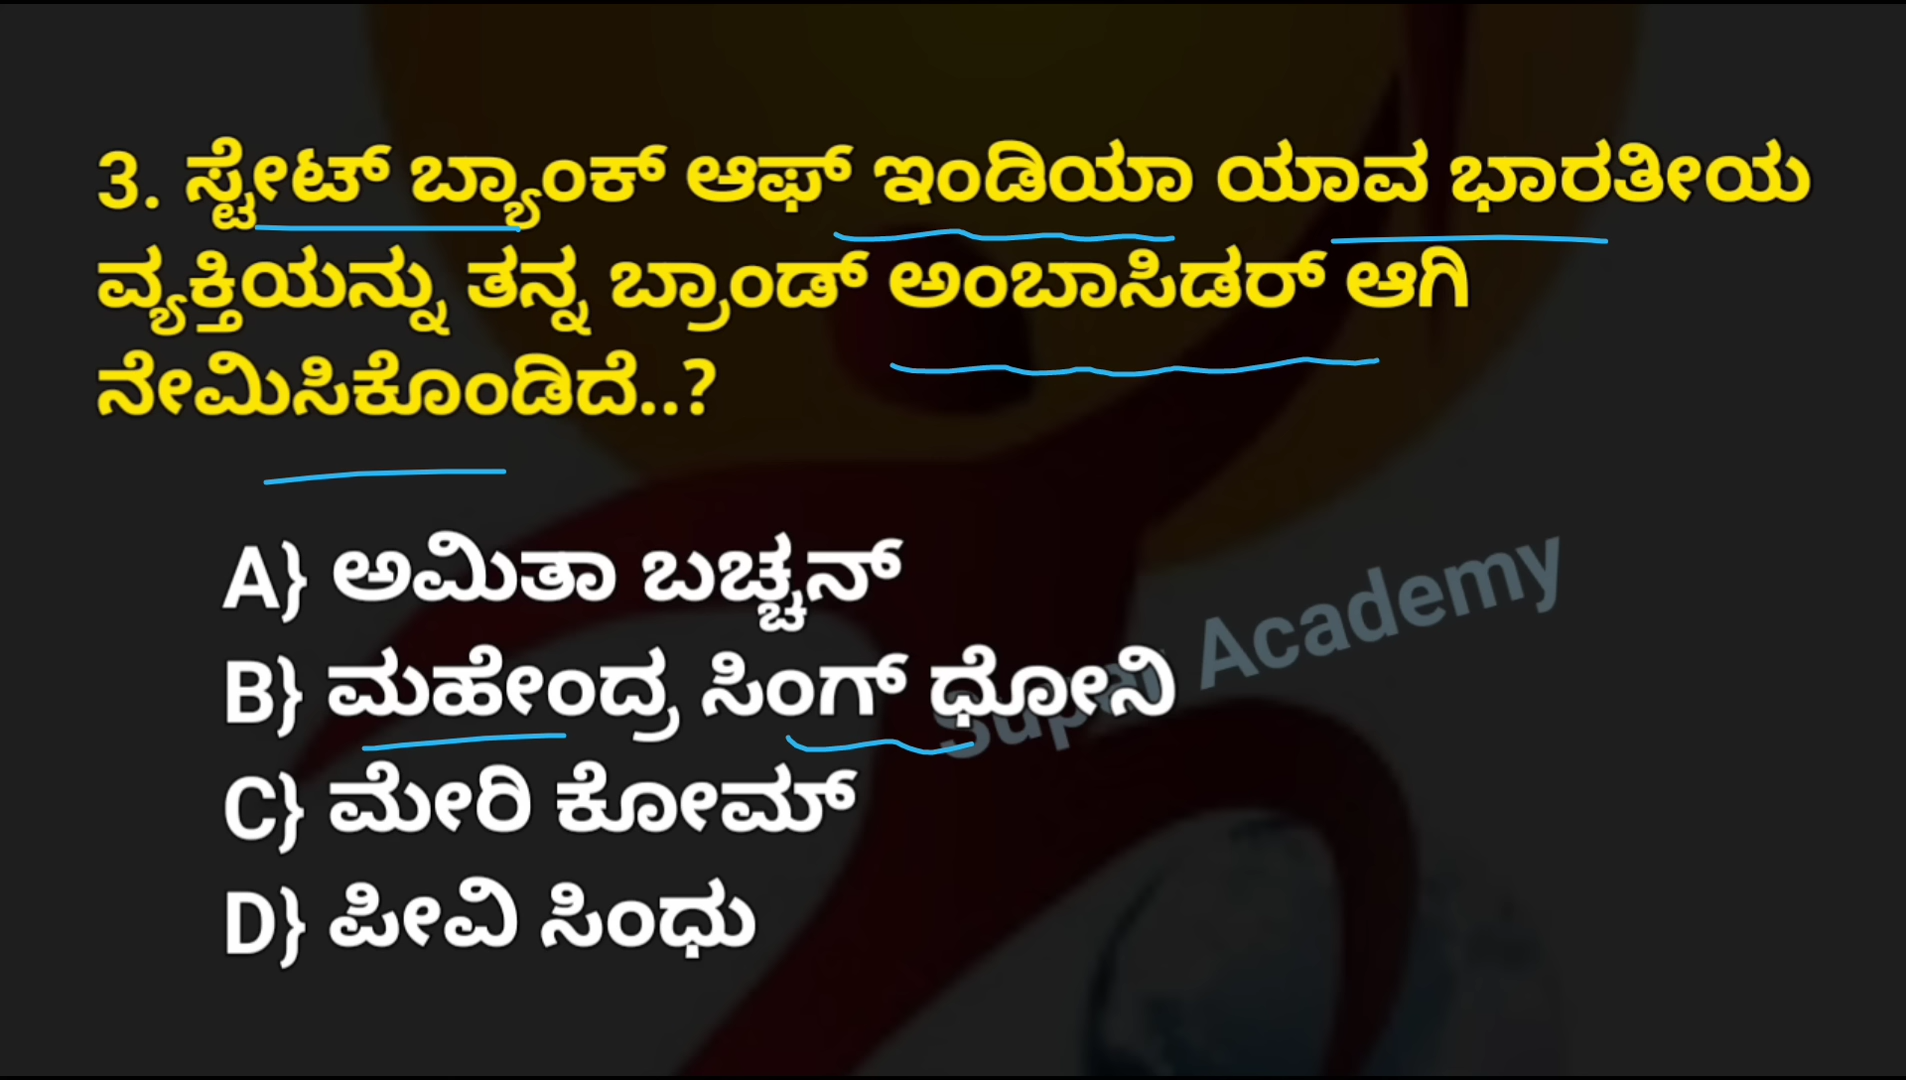 3. ಸ್ಟೇಟ್ ಬ್ಯಾಂಕ್ ಆಫ್ ಇಂಡಿಯಾ ಯಾವ ಭಾರತೀಯ
ವ್ಯಕ್ತಿಯನ್ನು ತನ್ನ ಬ್ರಾಂಡ್ ಅಂಬಾಸಿಡರ್ ಆಗಿ
ನೇಮಿಸಿಕೊಂಡಿದೆ..?
A} ಅಮಿತಾ ಬಚ್ಚನ್
B} ಮಹೇಂದ್ರ ಸಿಂಗ್ ಧೋನಿ
C} ಮೇರಿ ಕೋಮ್
D} ಪೀವಿ ಸಿಂಧು
Academy